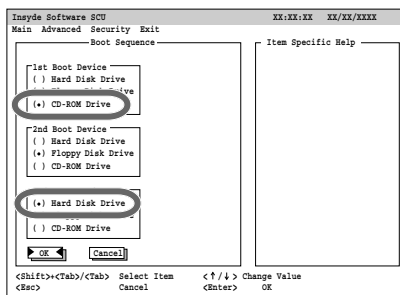 Insyde Software SCU XX:XX:XX XX/XX/XXXX
Main Advanced Security Exit
Boot Sequence
Item Specific Help
1st Boot Device
( ) Hard Disk Drive
Drive
(•) CD-ROM Drive
2nd Boot Device
( ) Hard Disk Drive
(•) Floppy Disk Drive
( ) CD-ROM Drive
(•) Hard Disk Drive
( ) CD-ROM Drive
OK Cancel
<Shift>+<Tab>/<Tab> Select Item <↑/↓> Change Value
<Esc> Cancel <Enter> OK